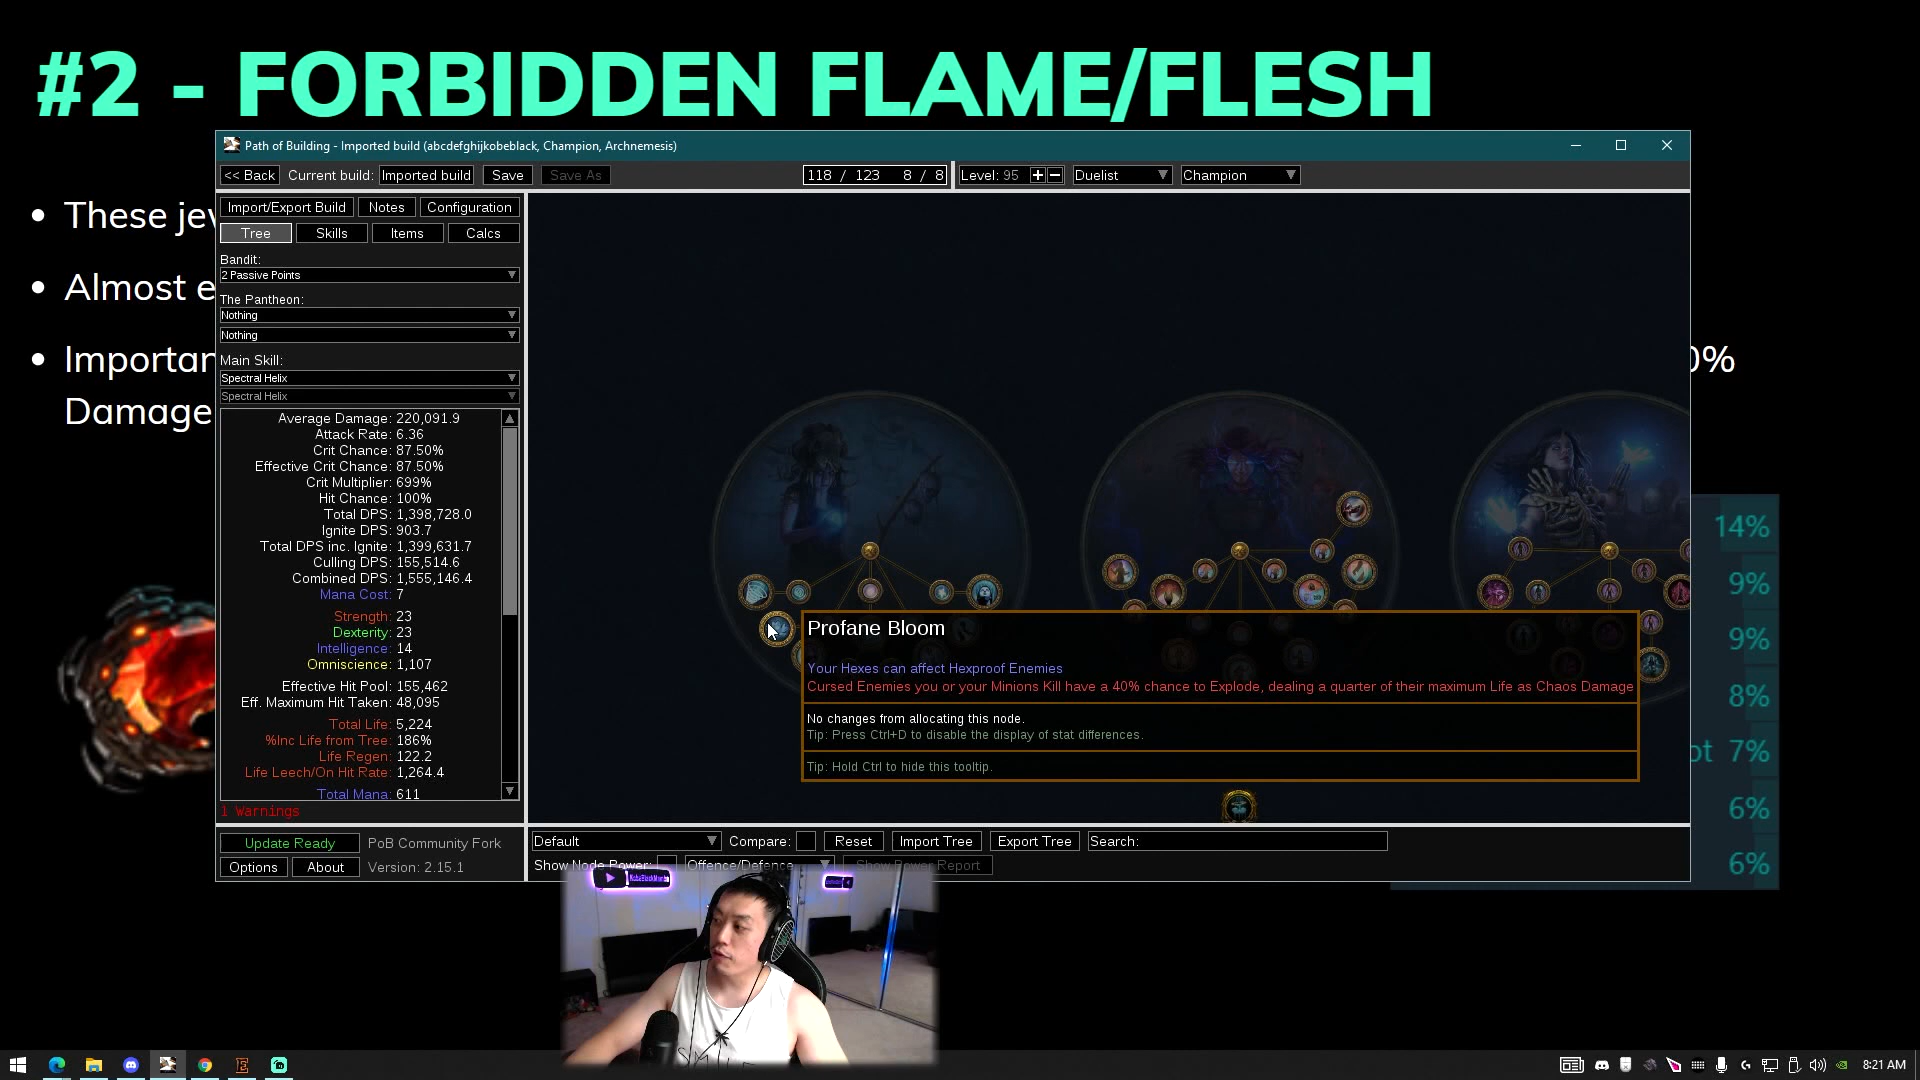 #2 - FORBIDDEN FLAME/FLESH
Path of Building - Imported build (abcdefghijkobeblack, Champion, Archnemesis)
<< Back Current build: Imported build Save Save As 118 / 123 8 / 8 Level: 95 + - Duelist Champion
• These
Import/Export Build Notes Configuration
Tree Skills Items Calcs
Bandit:
2 Passive Points
• Almost e
The Pantheon:
Nothing
Nothing
• Importan
0%
Damage
Main Skill:
Spectral Helix
Spectral Helix
Average Damage: 220,091.9
Attack Rate: 6.36
Crit Chance: 87.50%
Effective Crit Chance: 87.50%
Crit Multiplier: 699%
Hit Chance: 100%
Total DPS: 1,398,728.0
Ignite DPS: 903.7
Total DPS inc. Ignite: 1,399,631.7
Culling DPS: 155,514.6
Combined DPS: 1,555,146.4
Mana Cost: 7
Strength: 23
Dexterity: 23
Intelligence: 14
Omniscience: 1,107
Effective Hit Pool: 155,462
Eff. Maximum Hit Taken: 48,095
Total Life: 5,224
%Inc Life from Tree: 186%
Life Regen: 122.2
Life Leech/On Hit Rate: 1,264.4
Total Mana: 611
1 Warnings
Profane Bloom
Your Hexes can affect Hexproof Enemies
Cursed Enemies you or your Minions Kill have a 40% chance to Explode, dealing a quarter of their maximum Life as Chaos Damage
No changes from allocating this node.
Tip: Press Ctrl+D to disable the display of stat differences.
Tip: Hold Ctrl to hide this tooltip.
14%
9%
9%
8%
ot 7%
6%
6%
Update Ready PoB Community Fork
Options About Version: 2.15.1
Default Compare: Reset Import Tree Export Tree Search:
Show Node Power: Offence/Defence Show Power Report
8:21 AM